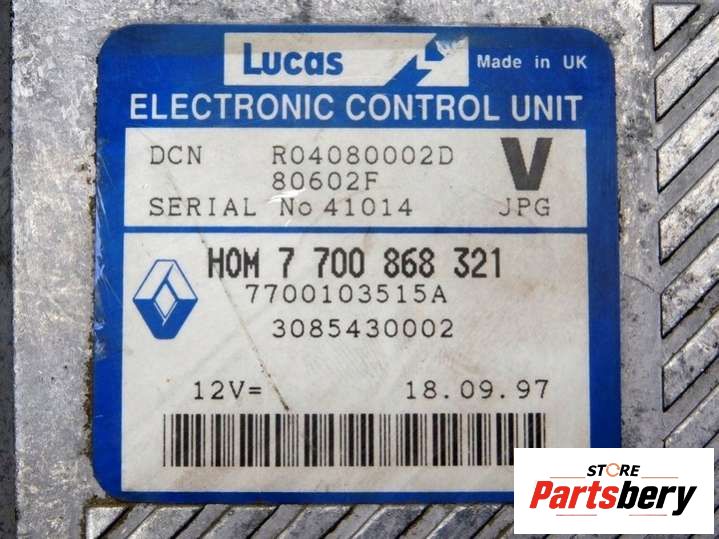 Lucas Made in UK
ELECTRONIC CONTROL UNIT
DCN R04080002D V
80602F
SERIAL No 41014 JPG
HOM 7 700 868 321
7700103515A
3085430002
12V= 18.09.97
STORE
Partsbery